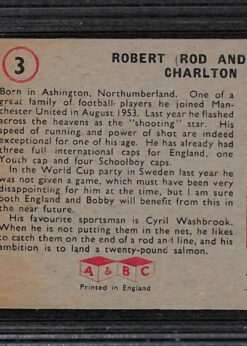 3
ROBERT (ROD AND
CHARLTON
Born in Ashington, Northumberland. One of a
great family of football players he joined Man-
chester United in August 1953. Last year he flashed
across the heavens as the "shooting" star. His
speed of running and power of shot are indeed
exceptional for one of his age. He has already had
three full international caps for England, one
Youth cap and four Schoolboy caps.
In the World Cup party in Sweden last year he
was not given a game, which must have been very
disappointing for him at the time, but I am sure
both England and Bobby will benefit from this in
the near future.
His favourite sportsman is Cyril Washbrook.
When he is not putting them in the net, he likes
to catch them on the end of a rod and line, and his
ambition is to land a twenty-pound salmon.
A & BC
Printed in England